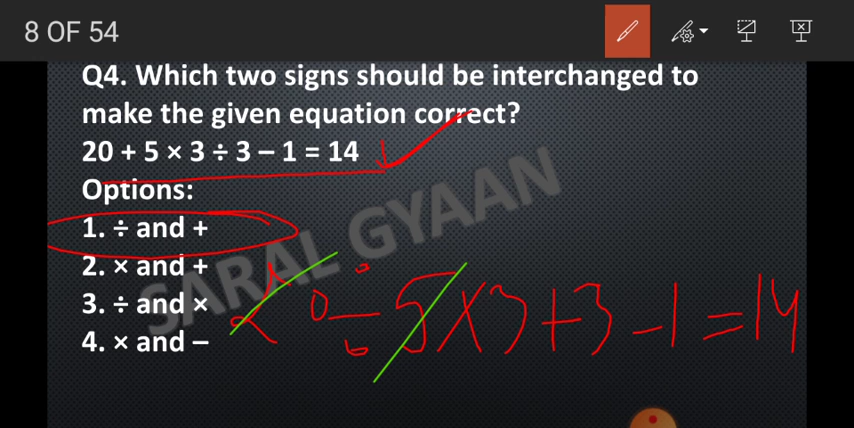 8 OF 54
Q4. Which two signs should be interchanged to
make the given equation correct?
20 + 5 × 3 ÷ 3 – 1 = 14
Options:
1. ÷ and +
2. × and +
3. ÷ and ×
4. × and –
SARAL GYAAN
20 ÷ 5 × 3 + 3 - 1 = 14